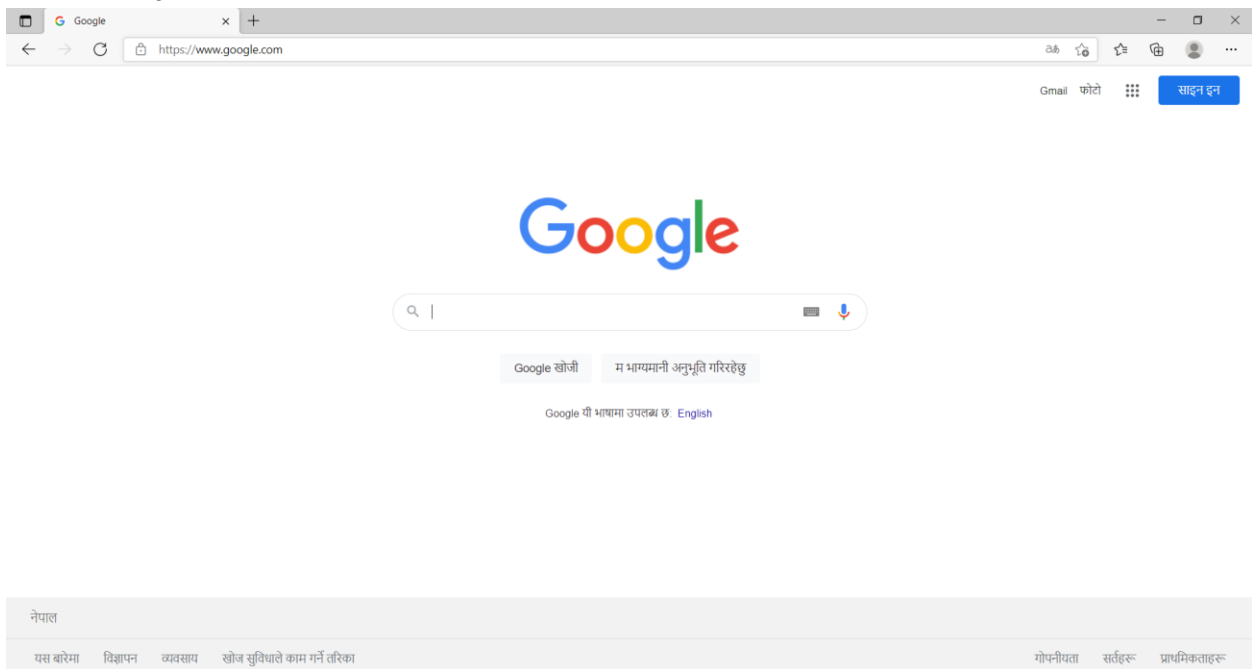 Google
https://www.google.com
Gmail फोटो साइन इन
Google
Google खोजी म भाग्यमानी अनुभूति गरिरहेछु
Google यी भाषामा उपलब्ध छ: English
नेपाल
यस बारेमा विज्ञापन व्यवसाय खोज सुविधाले काम गर्ने तरिका गोपनीयता सर्तहरू प्राथमिकताहरू